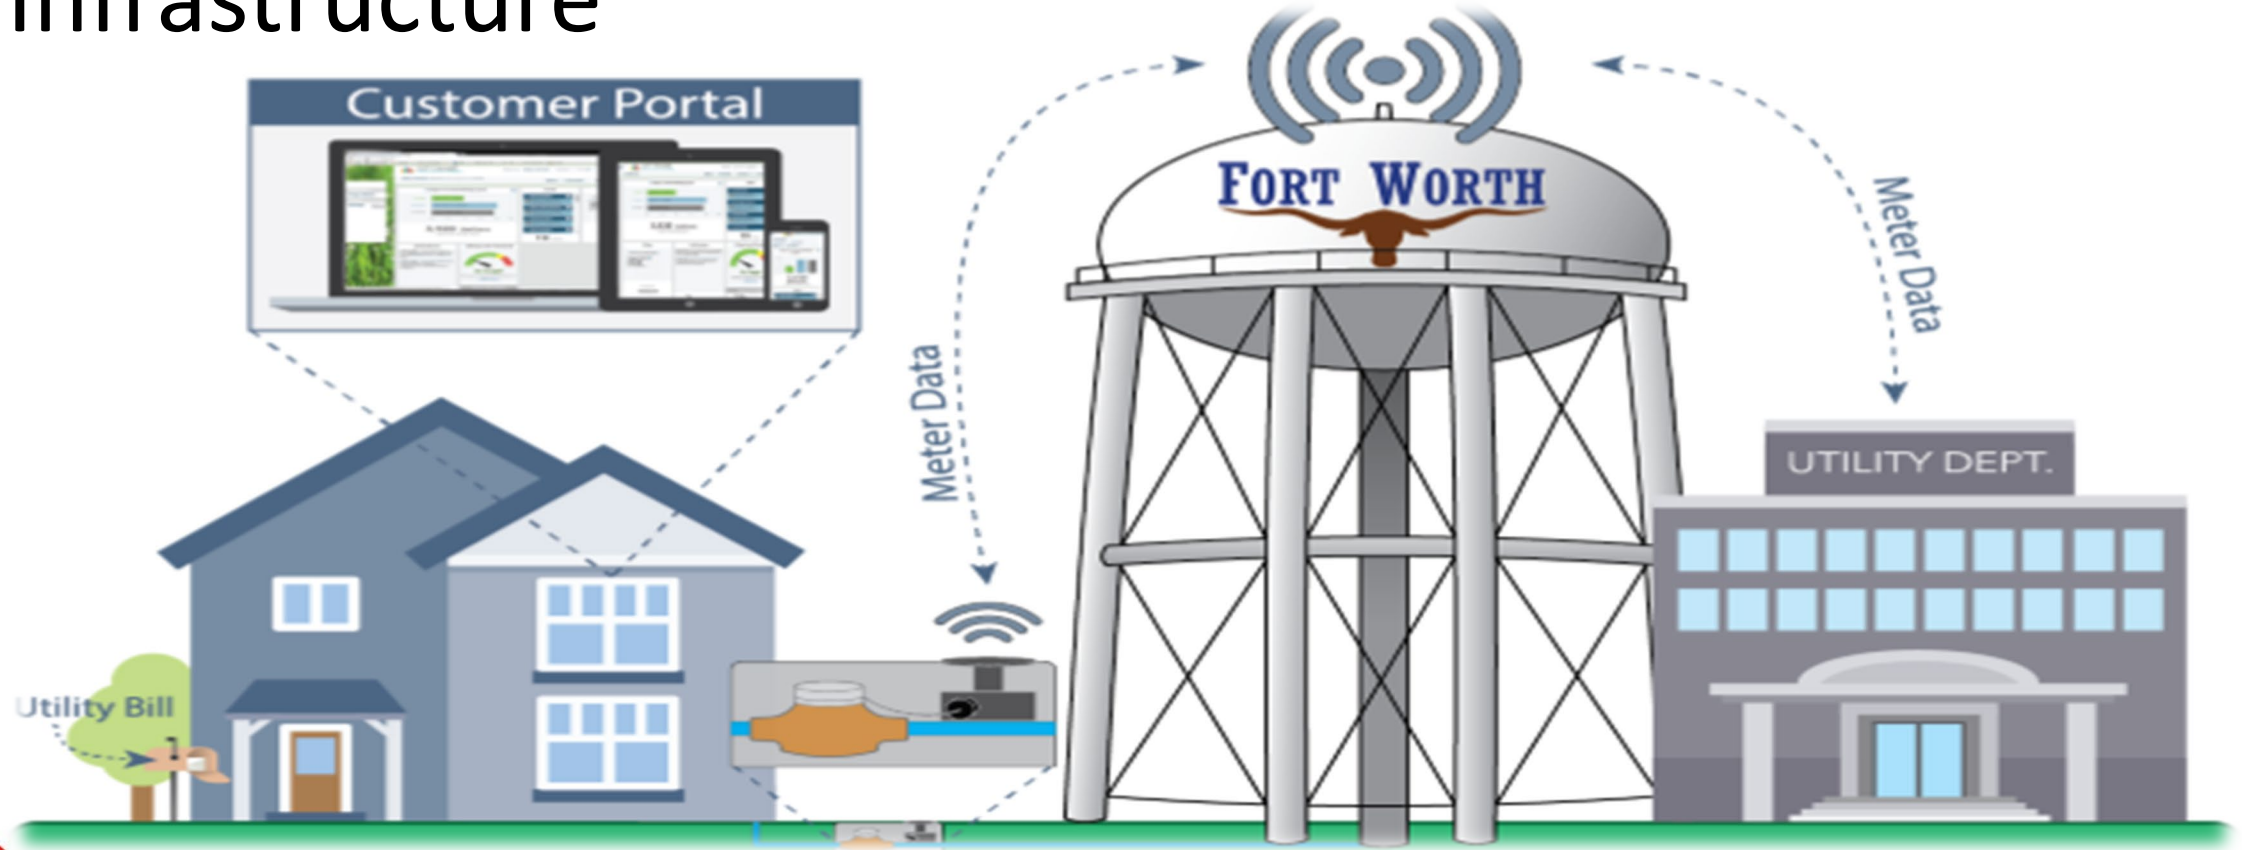 Infrastructure
Customer Portal
FORT WORTH
Meter Data
Meter Data
UTILITY DEPT.
Utility Bill